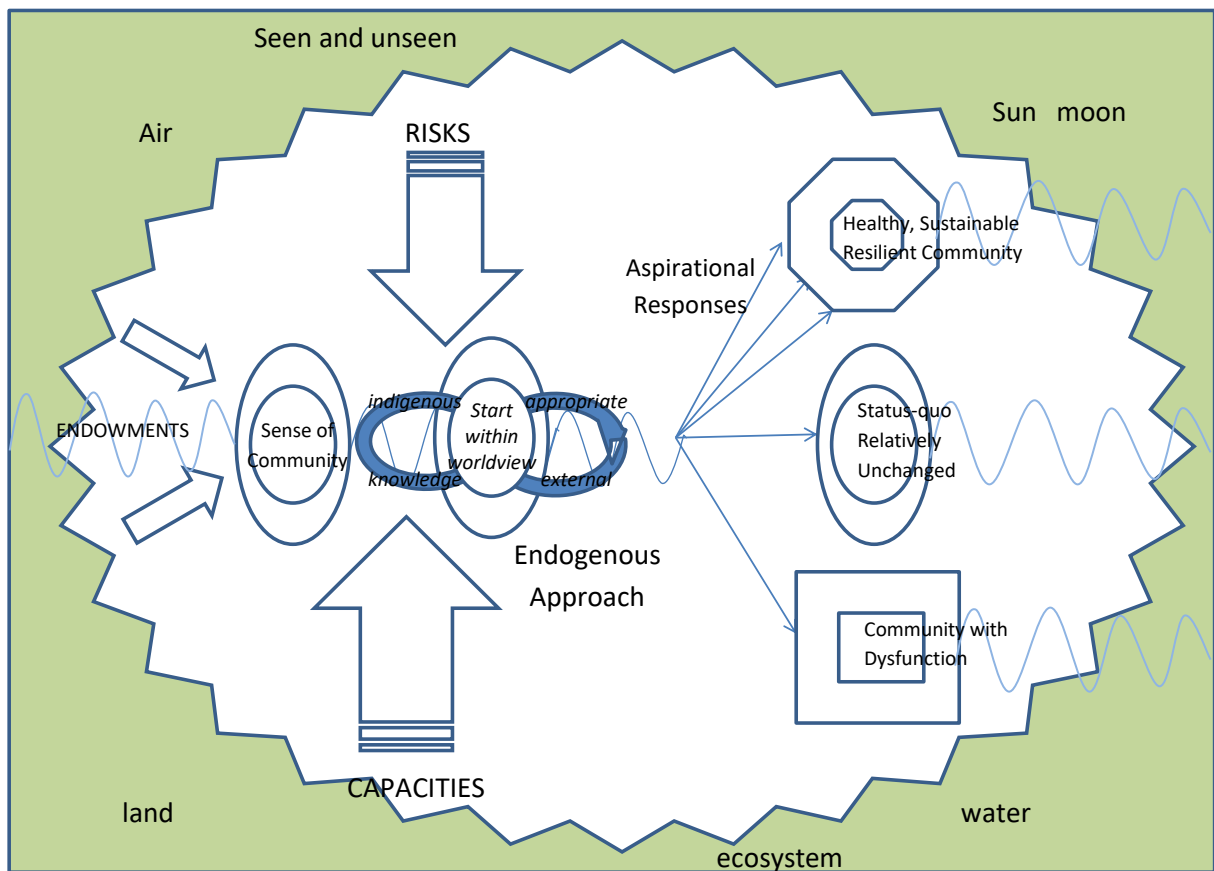 Seen and unseen
Air
RISKS
Sun moon
Healthy, Sustainable
Resilient Community
Aspirational
Responses
ENDOWMENTS
Sense of
Community
indigenous
knowledge
Start
within
worldview
appropriate
external
Status-quo
Relatively
Unchanged
Endogenous
Approach
Community with
Dysfunction
CAPACITIES
land
water
ecosystem